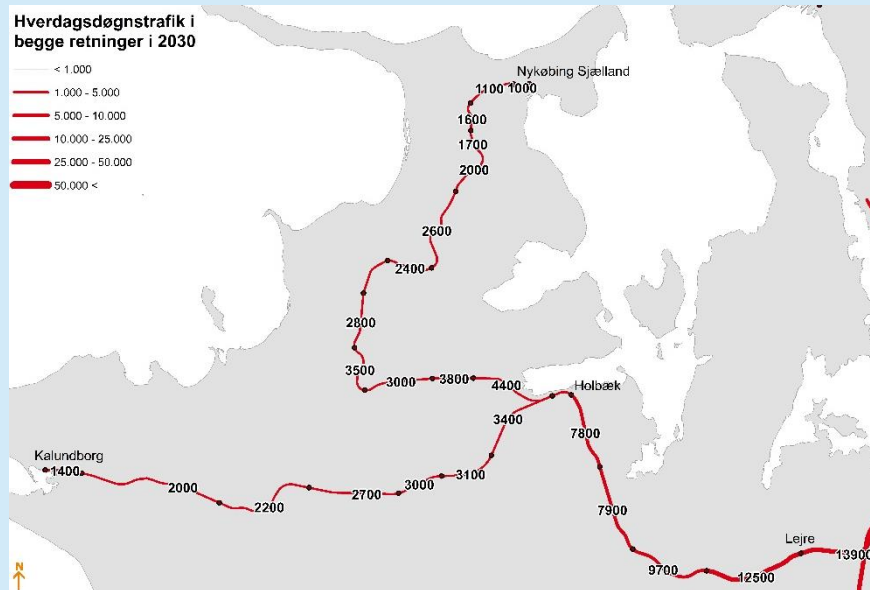 Hverdagsdøgnstrafik i
begge retninger i 2030
< 1.000
1.000 - 5.000
5.000 - 10.000
10.000 - 25.000
25.000 - 50.000
50.000 <
Nykøbing Sjælland
1100 1000
1600
1700
2000
2600
2400
2800
3500
3000
3800
4400
Holbæk
3400
7800
Kalundborg
1400
2000
2200
2700
3000
3100
7900
Lejre
9700
12500
13900
N